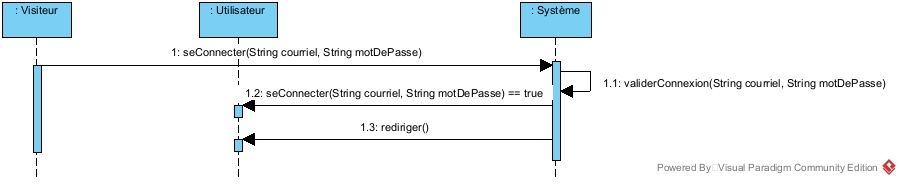 : Visiteur
: Utilisateur
: Système
1: seConnecter(String courriel, String motDePasse)
1.1: validerConnexion(String courriel, String motDePasse)
1.2: seConnecter(String courriel, String motDePasse) == true
1.3: rediriger()
Powered By Visual Paradigm Community Edition